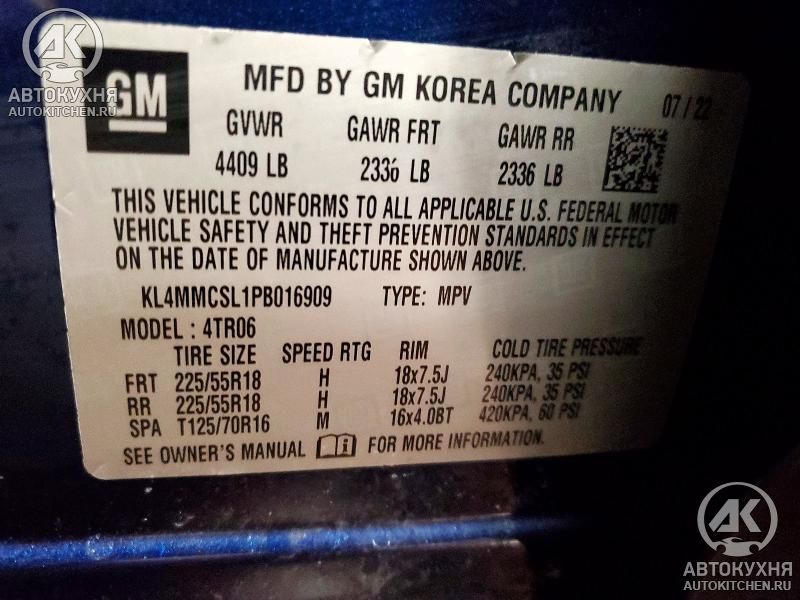 АВТОКУХНЯ
AUTOKITCHEN.RU
GM
MFD BY GM KOREA COMPANY 07 / 22
GVWR GAWR FRT GAWR RR
4409 LB 2336 LB 2336 LB
THIS VEHICLE CONFORMS TO ALL APPLICABLE U.S. FEDERAL MOTOR
VEHICLE SAFETY AND THEFT PREVENTION STANDARDS IN EFFECT
ON THE DATE OF MANUFACTURE SHOWN ABOVE.
KL4MMCSL1PB016909 TYPE: MPV
MODEL : 4TR06
TIRE SIZE SPEED RTG RIM COLD TIRE PRESSURE
FRT 225/55R18 H 18x7.5J 240KPA, 35 PSI
RR 225/55R18 H 18x7.5J 240KPA, 35 PSI
SPA T125/70R16 M 16x4.0BT 420KPA, 60 PSI
SEE OWNER'S MANUAL FOR MORE INFORMATION.
АК
АВТОКУХНЯ
AUTOKITCHEN.RU